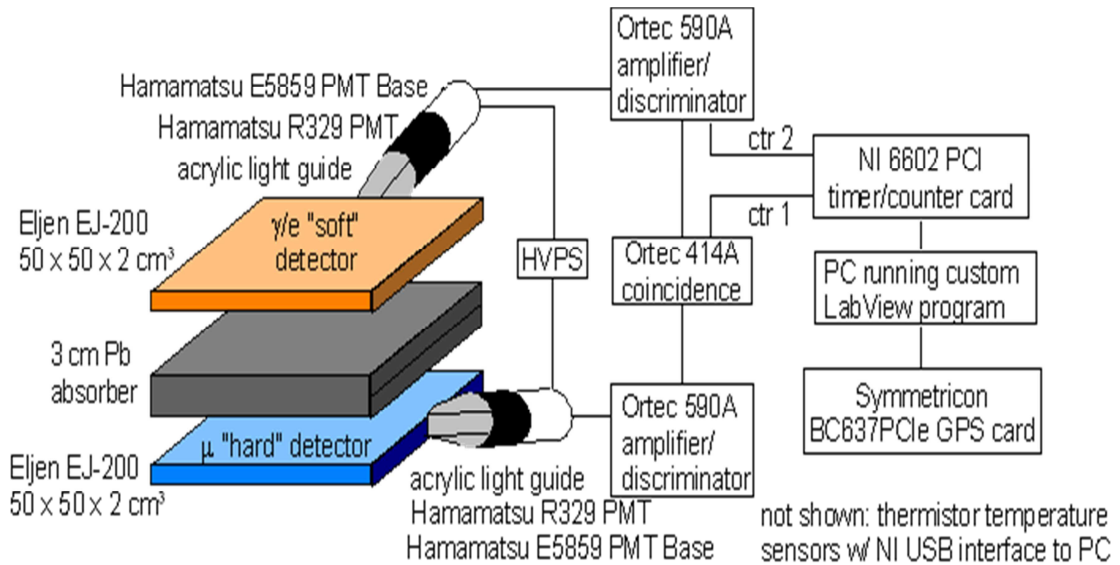 Hamamatsu E5859 PMT Base
Hamamatsu R329 PMT
acrylic light guide
Eljen EJ-200
50 x 50 x 2 cm³
γ/e "soft"
detector
3 cm Pb
absorber
μ "hard" detector
Eljen EJ-200
50 x 50 x 2 cm³
acrylic light guide
Hamamatsu R329 PMT
Hamamatsu E5859 PMT Base
HVPS
Ortec 590A
amplifier/
discriminator
Ortec 414A
coincidence
Ortec 590A
amplifier/
discriminator
ctr 2
ctr 1
NI 6602 PCI
timer/counter card
PC running custom
LabView program
Symmetricon
BC637PCIe GPS card
not shown: thermistor temperature
sensors w/ NI USB interface to PC